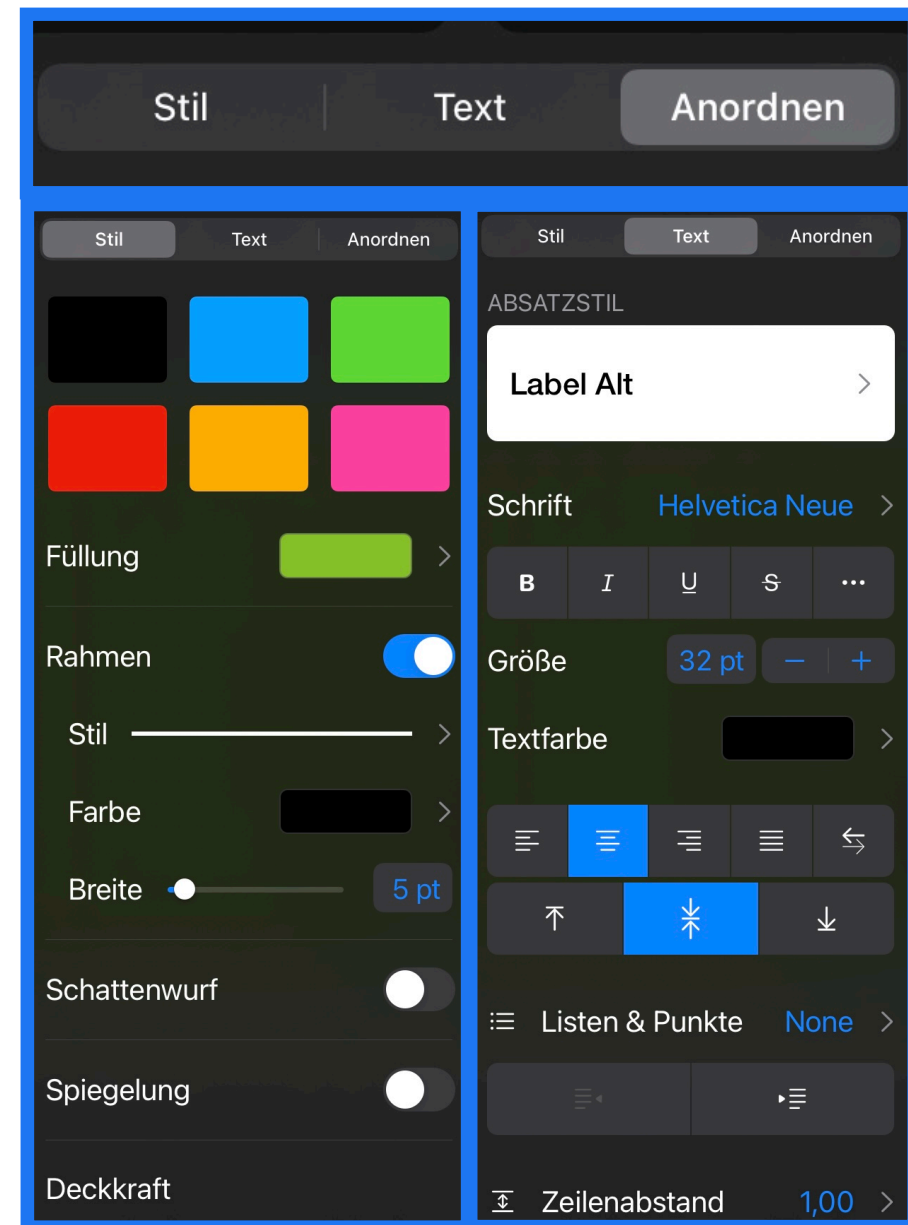 Stil Text Anordnen
Stil Text Anordnen
Füllung
Rahmen
Stil
Farbe
Breite 5 pt
Schattenwurf
Spiegelung
Deckkraft
Stil Text Anordnen
ABSATZSTIL
Label Alt
Schrift Helvetica Neue
B I U S
Größe 32 pt
Textfarbe
Listen & Punkte None
Zeilenabstand 1,00